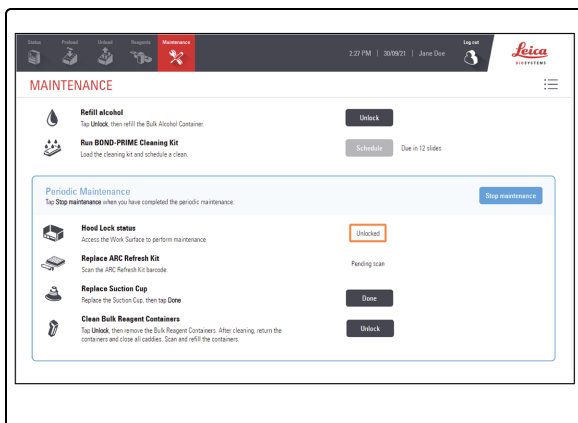 Status Preload Unload Reagents Maintenance
2:27 PM | 30/09/21 | Jane Doe
Log out
Leica
BIOSYSTEMS
MAINTENANCE
Refill alcohol
Tap Unlock, then refill the Bulk Alcohol Container.
Unlock
Run BOND-PRIME Cleaning Kit
Load the cleaning kit and schedule a clean.
Schedule Due in 12 slides
Periodic Maintenance
Tap Stop maintenance when you have completed the periodic maintenance.
Stop maintenance
Hood Lock status
Access the Work Surface to perform maintenance.
Unlocked
Replace ARC Refresh Kit
Scan the ARC Refresh Kit barcode.
Pending scan
Replace Suction Cup
Replace the Suction Cup, then tap Done
Done
Clean Bulk Reagent Containers
Tap Unlock, then remove the Bulk Reagent Containers. After cleaning, return the
containers and close all caddies. Scan and refill the containers.
Unlock